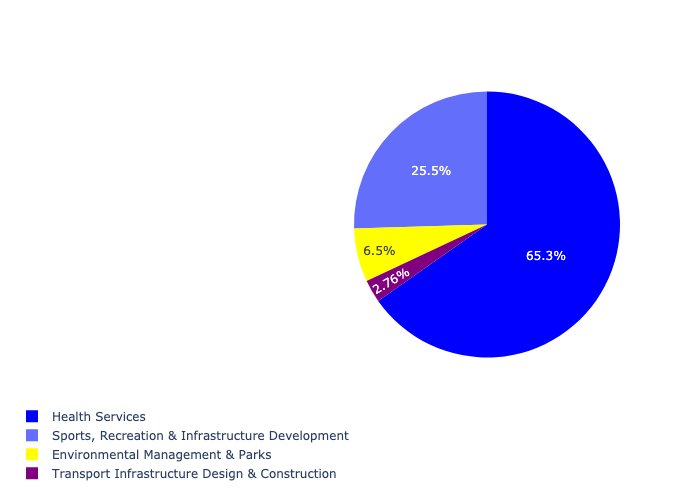 25.5%
65.3%
6.5%
2.76%
Health Services
Sports, Recreation & Infrastructure Development
Environmental Management & Parks
Transport Infrastructure Design & Construction